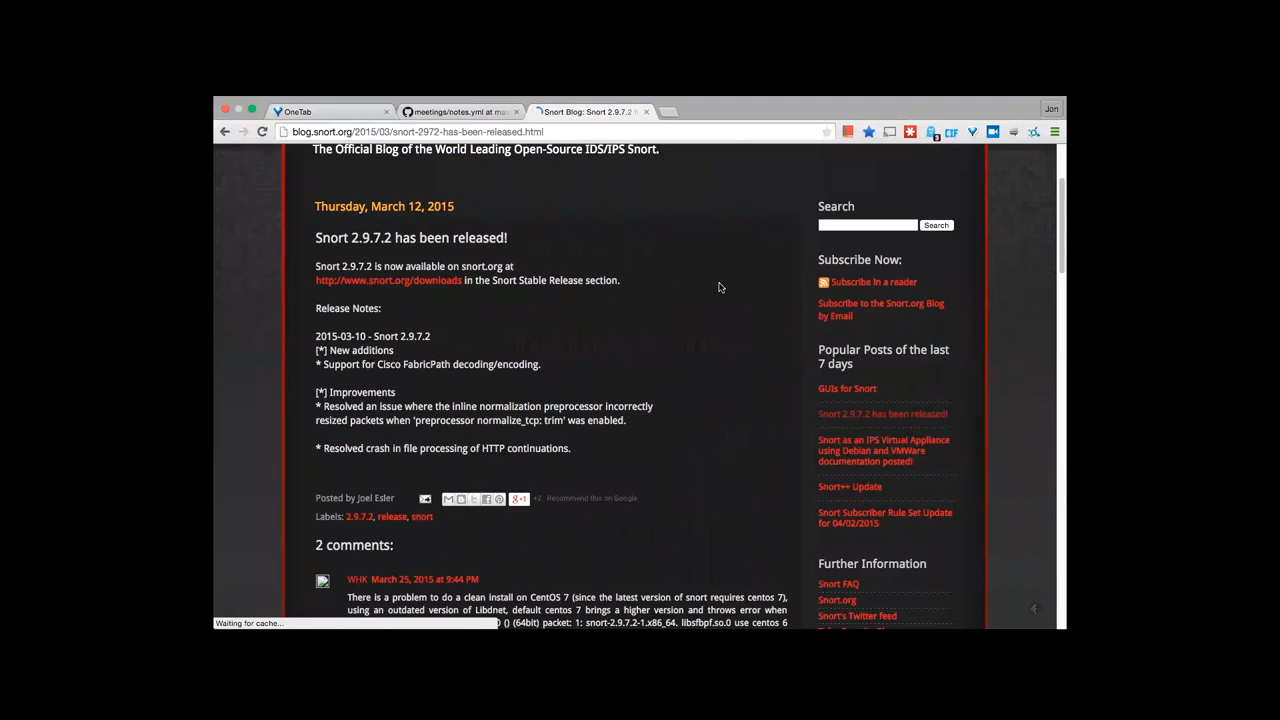 OneTab
meetings/notes.yml at ma
Snort Blog: Snort 2.9.7.2 h
Jon
blog.snort.org/2015/03/snort-2972-has-been-released.html
CIF
The Official Blog of the World Leading Open-Source IDS/IPS Snort.
Thursday, March 12, 2015
Snort 2.9.7.2 has been released!
Snort 2.9.7.2 is now available on snort.org at
http://www.snort.org/downloads in the Snort Stable Release section.
Release Notes:
2015-03-10 - Snort 2.9.7.2
[*] New additions
* Support for Cisco FabricPath decoding/encoding.
[*] Improvements
* Resolved an issue where the inline normalization preprocessor incorrectly
resized packets when 'preprocessor normalize_tcp: trim' was enabled.
* Resolved crash in file processing of HTTP continuations.
Posted by Joel Esler
g+1 +2 Recommend this on Google
Labels: 2.9.7.2, release, snort
2 comments:
WHK March 25, 2015 at 9:44 PM
There is a problem to do a clean install on CentOS 7 (since the latest version of snort requires centos 7),
using an outdated version of Libdnet, default centos 7 brings a higher version and throws error when
0 () (64bit) packet: 1: snort-2.9.7.2-1.x86_64. libsfbpf.so.0 use centos 6
Waiting for cache...
Search
Search
Subscribe Now:
Subscribe in a reader
Subscribe to the Snort.org Blog
by Email
Popular Posts of the last
7 days
GUIs for Snort
Snort 2.9.7.2 has been released!
Snort as an IPS Virtual Appliance
using Debian and VMWare
documentation posted!
Snort++ Update
Snort Subscriber Rule Set Update
for 04/02/2015
Further Information
Snort FAQ
Snort.org
Snort's Twitter feed